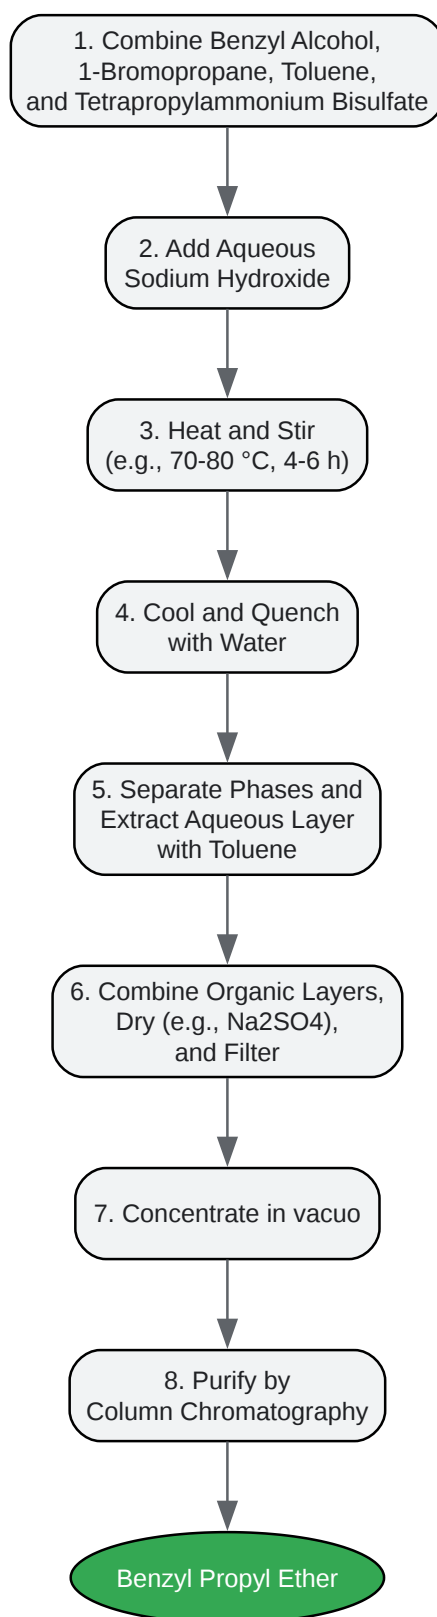 1. Combine Benzyl Alcohol,
1-Bromopropane, Toluene,
and Tetrapropylammonium Bisulfate
2. Add Aqueous
Sodium Hydroxide
3. Heat and Stir
(e.g., 70-80 °C, 4-6 h)
4. Cool and Quench
with Water
5. Separate Phases and
Extract Aqueous Layer
with Toluene
6. Combine Organic Layers,
Dry (e.g., Na2SO4),
and Filter
7. Concentrate in vacuo
8. Purify by
Column Chromatography
Benzyl Propyl Ether